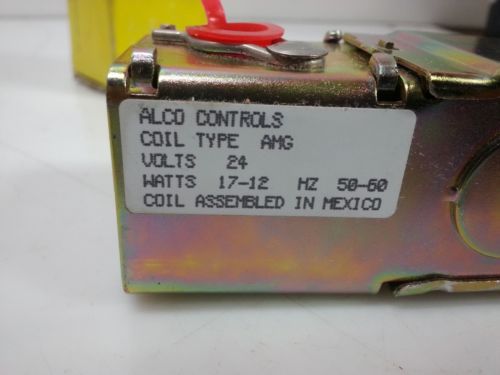 ALCO CONTROLS
COIL TYPE AMG
VOLTS 24
WATTS 17-12 HZ 50-60
COIL ASSEMBLED IN MEXICO